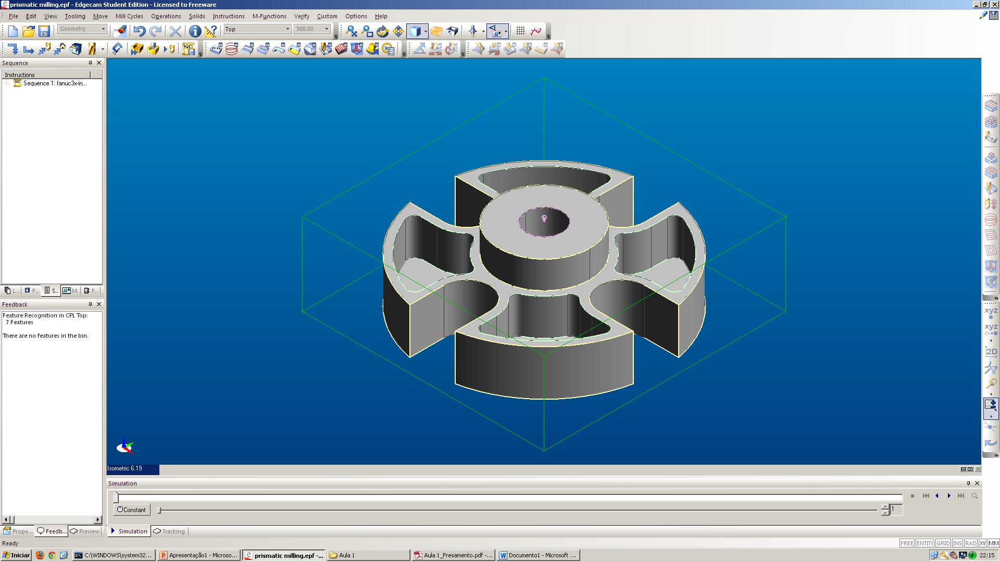 prismatic milling.epf - Edgecam Student Edition - Licensed to Freeware
File Edit View Tooling Move Mill Cycles Operations Solids Instructions M-Functions Verify Custom Options Help
Geometry Top 508.00
Sequence
Instructions
Sequence 1: fanuc3x-in...
L... F.. S.. M.. F..
Feedback
Feature Recognition in CPL Top:
7 Features
There are no features in the bin.
Prope... Feedb... Preview
Isometric 6.19
Simulation
Constant
1
Simulation Tracking
xyz
xyz
2D
Ready
FREE ENTITY GRID INS RAD XY MM
Iniciar C:\WINDOWS\system32... Apresentação1 - Microso... prismatic milling.epf -... Aula 1 Aula 1_Fresamento.pdf -... Documento1 - Microsoft ... 22:15